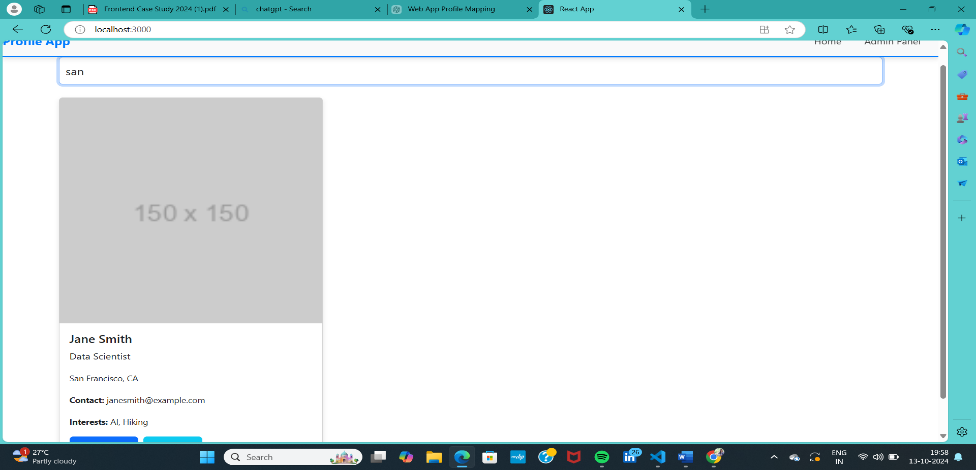 Frontend Case Study 2024 (1).pdf
chatgpt - Search
Web App Profile Mapping
React App
localhost:3000
Profile App
Home
Admin Panel
san
150 x 150
Jane Smith
Data Scientist
San Francisco, CA
Contact: janesmith@example.com
Interests: AI, Hiking
1
27°C
Partly cloudy
Search
26
ENG
IN
19:58
13-10-2024